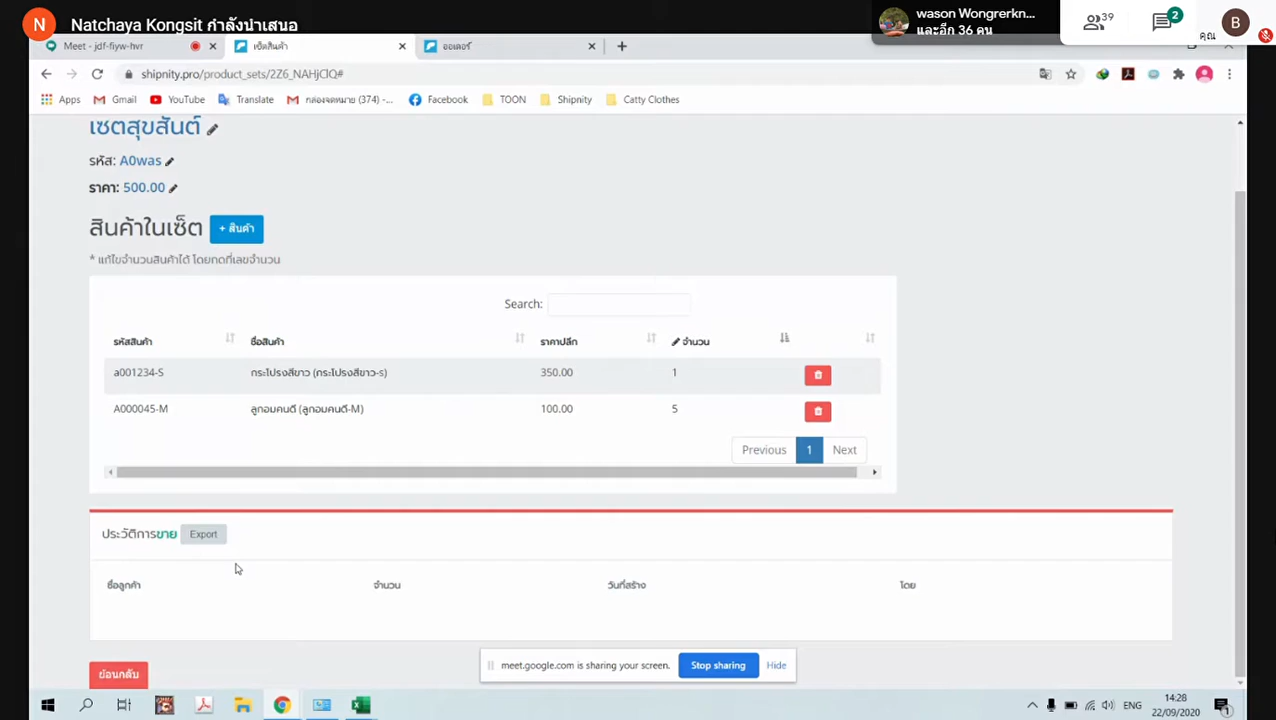 N Natchaya Kongsit กำลังนำเสนอ
wason Wongrerkn...
และอีก 36 คน
39
2
B
คุณ
Meet - jdf-fiyw-hvr
เซ็ตสินค้า
ออเดอร์
shipnity.pro/product_sets/2Z6_NAHjClQ#
Apps
Gmail
YouTube
Translate
กล่องจดหมาย (374) -...
Facebook
TOON
Shipnity
Catty Clothes
เซตสุขสันต์
รหัส: A0was
ราคา: 500.00
สินค้าในเซ็ต + สินค้า
* แก้ไขจำนวนสินค้าได้ โดยกดที่เลขจำนวน
Search:
รหัสสินค้า ชื่อสินค้า ราคาปลีก จำนวน
a001234-S กระโปรงสีขาว (กระโปรงสีขาว-s) 350.00 1
A000045-M ลูกอมคนดี (ลูกอมคนดี-M) 100.00 5
Previous 1 Next
ประวัติการขาย Export
ชื่อลูกค้า จำนวน วันที่สร้าง โดย
meet.google.com is sharing your screen. Stop sharing Hide
ย้อนกลับ
ENG
14:28
22/09/2020
1